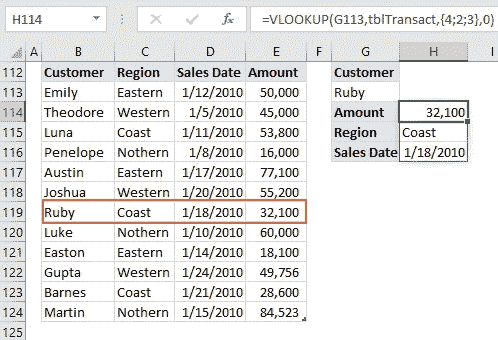 H114 =VLOOKUP(G113,tblTransact,{4;2;3},0)
A B C D E F G H I
112 Customer Region Sales Date Amount Customer
113 Emily Eastern 1/12/2010 50,000 Ruby
114 Theodore Western 1/5/2010 45,000 Amount 32,100
115 Luna Coast 1/11/2010 53,800 Region Coast
116 Penelope Nothern 1/8/2010 16,000 Sales Date 1/18/2010
117 Austin Eastern 1/17/2010 77,100
118 Joshua Western 1/20/2010 55,200
119 Ruby Coast 1/18/2010 32,100
120 Luke Nothern 1/10/2010 60,000
121 Easton Eastern 1/14/2010 18,100
122 Gupta Western 1/24/2010 49,756
123 Barnes Coast 1/21/2010 28,600
124 Martin Nothern 1/15/2010 84,523
125